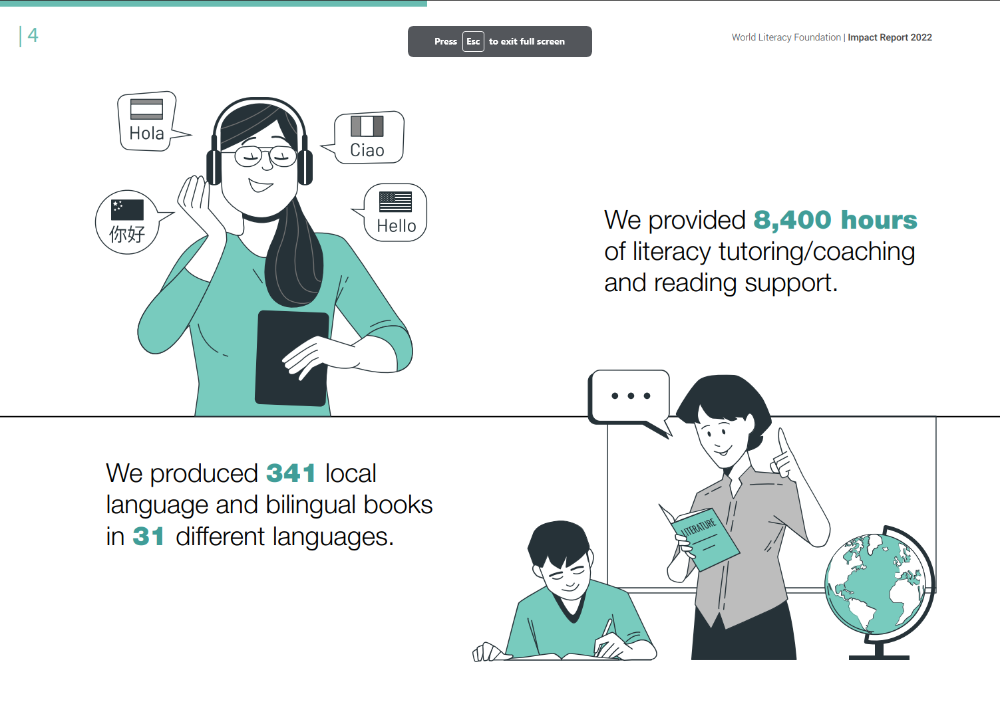 4
Press Esc to exit full screen
World Literacy Foundation | Impact Report 2022
Hola
Ciao
你好
Hello
We provided 8,400 hours
of literacy tutoring/coaching
and reading support.
We produced 341 local
language and bilingual books
in 31 different languages.
LITERATURE